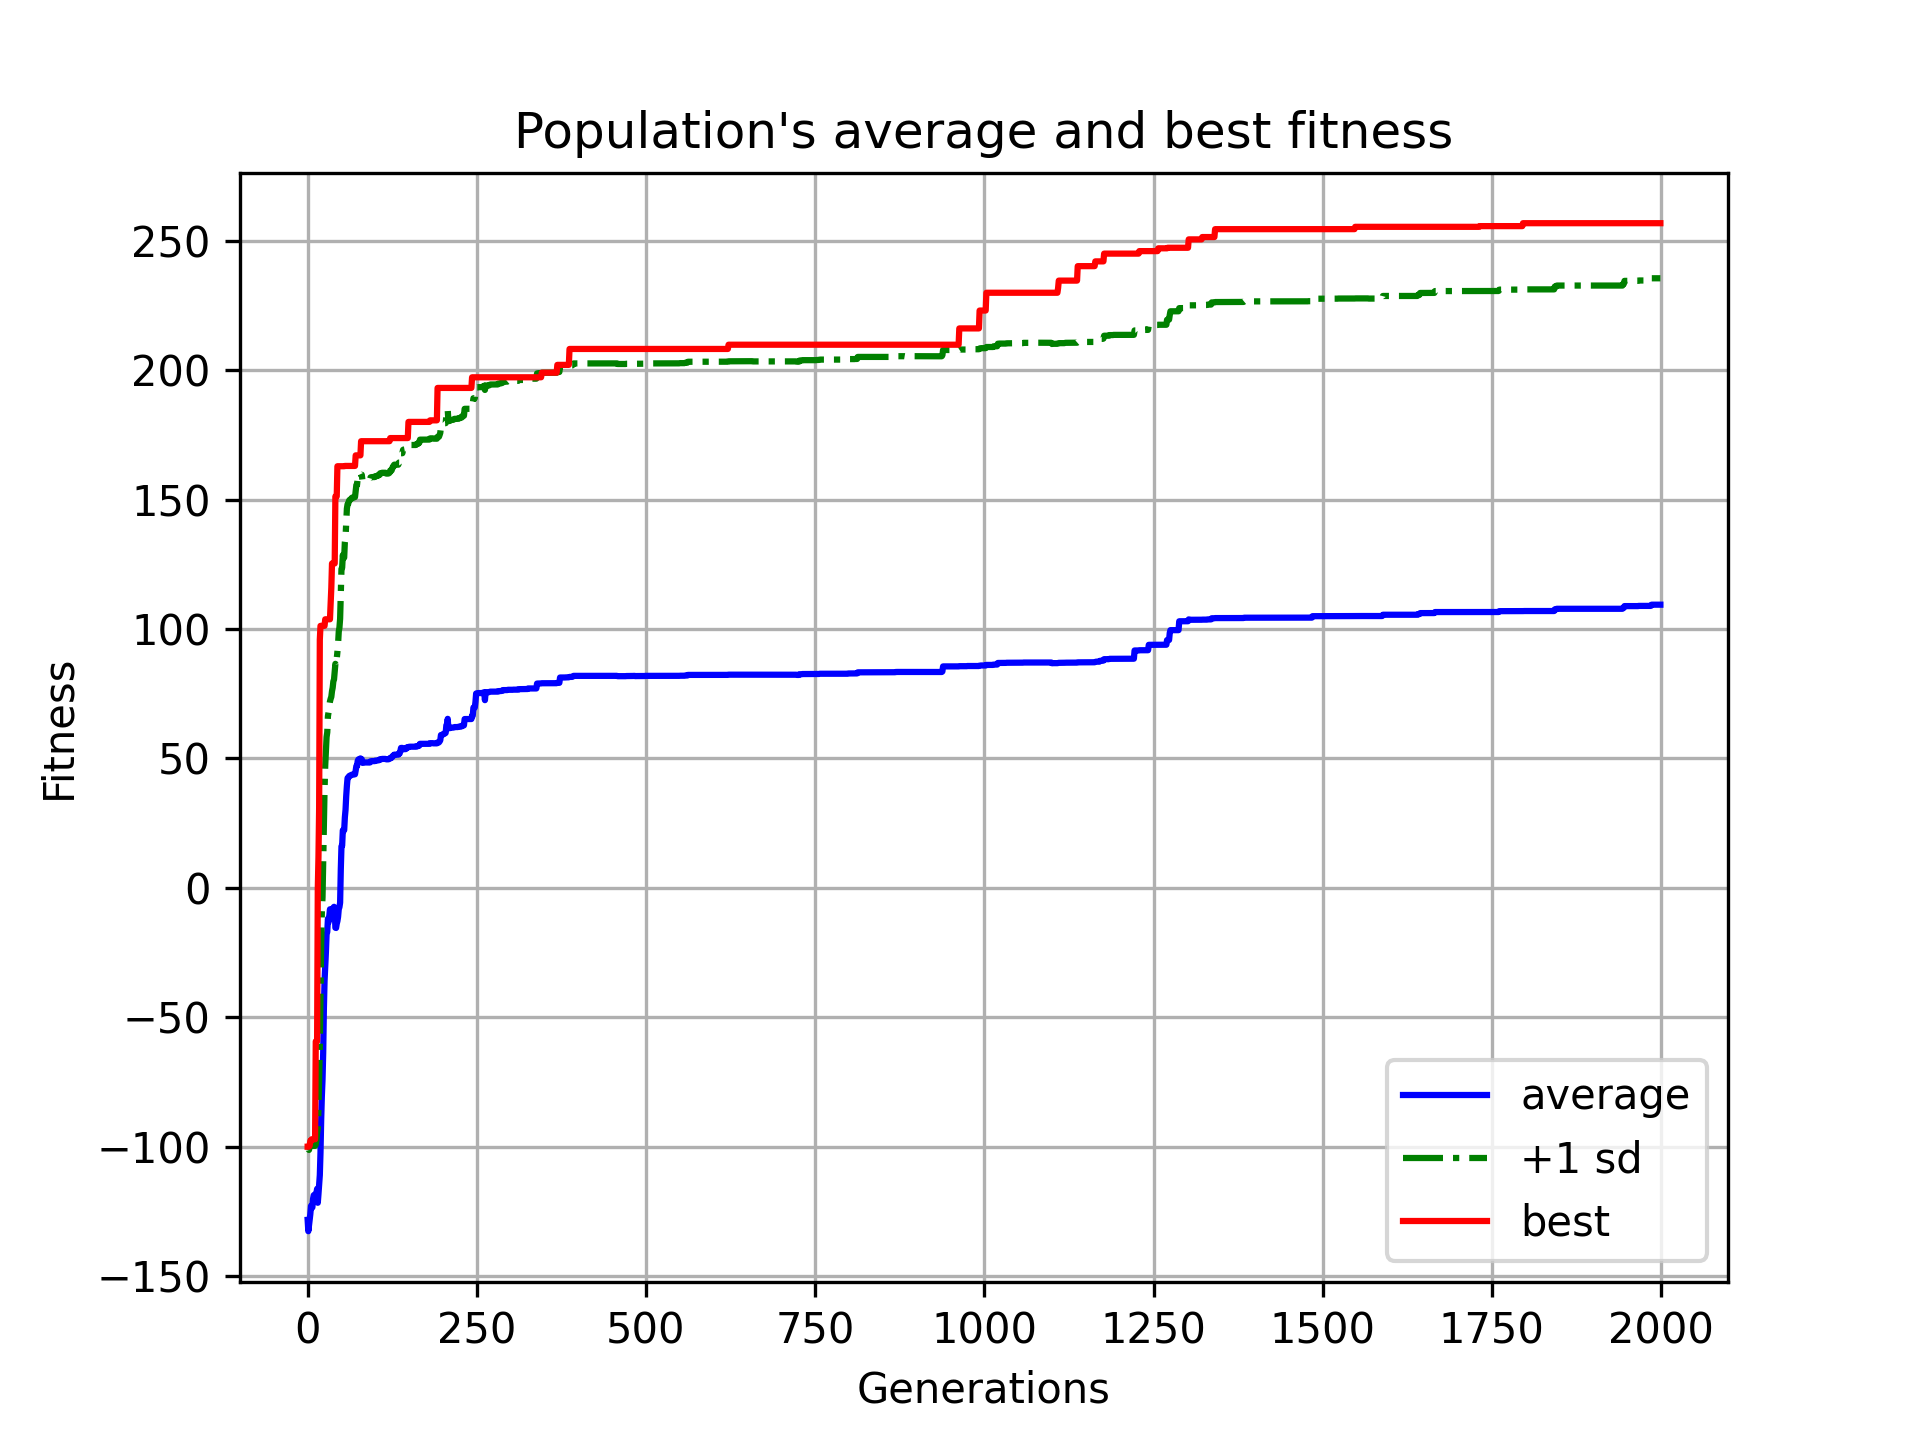 Population's average and best fitness
Fitness
250
200
150
100
50
0
−50
−100
−150
0 250 500 750 1000 1250 1500 1750 2000
Generations
average
+1 sd
best